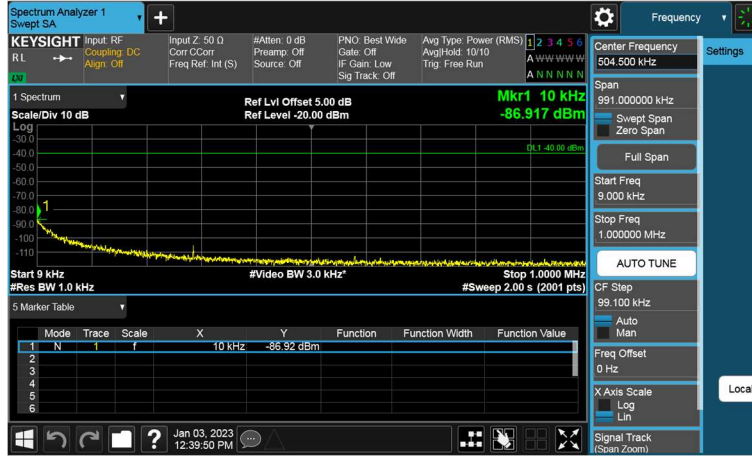 Spectrum Analyzer 1
Swept SA
+
Frequency
KEYSIGHT
RL
LXI
Input: RF
Coupling: DC
Align: Off
Input Z: 50 Ω
Corr CCorr
Freq Ref: Int (S)
#Atten: 0 dB
Preamp: Off
Source: Off
PNO: Best Wide
Gate: Off
IF Gain: Low
Sig Track: Off
Avg Type: Power (RMS)
Avg|Hold: 10/10
Trig: Free Run
1 2 3 4 5 6
A W W W W W
A N N N N N
1 Spectrum
Scale/Div 10 dB
Ref Lvl Offset 5.00 dB
Ref Level -20.00 dBm
Mkr1 10 kHz
-86.917 dBm
Log
-30.0
-40.0
-50.0
-60.0
-70.0
-80.0
-90.0
-100
-110
DL1 -40.00 dBm
1
Start 9 kHz
#Res BW 1.0 kHz
#Video BW 3.0 kHz*
Stop 1.0000 MHz
#Sweep 2.00 s (2001 pts)
5 Marker Table
Mode Trace Scale X Y Function Function Width Function Value
1 N 1 f 10 kHz -86.92 dBm
2
3
4
5
6
Jan 03, 2023
12:39:50 PM
?
Center Frequency
504.500 kHz
Settings
Span
991.000000 kHz
Swept Span
Zero Span
Full Span
Start Freq
9.000 kHz
Stop Freq
1.000000 MHz
AUTO TUNE
CF Step
99.100 kHz
Auto
Man
Freq Offset
0 Hz
X Axis Scale
Log
Lin
Local
Signal Track
(Span Zoom)